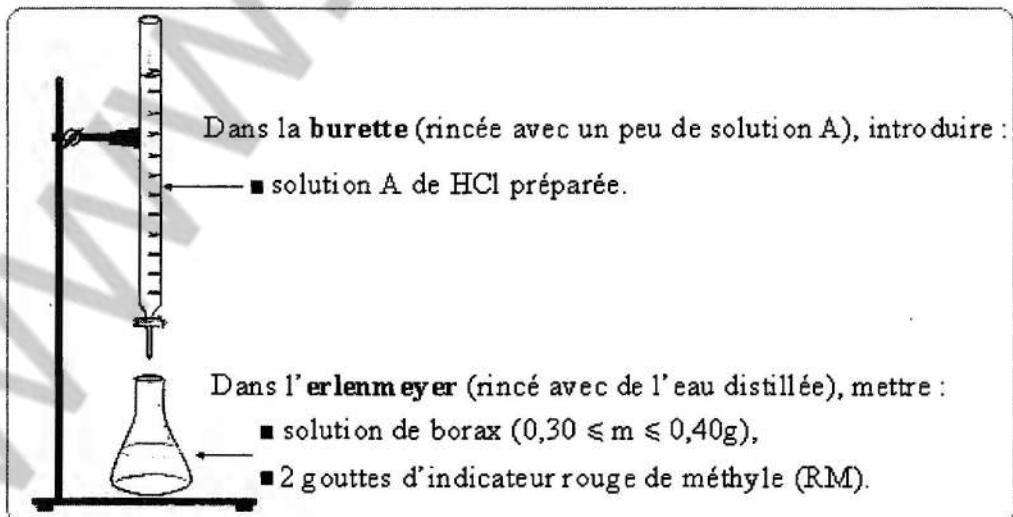 Dans la burette (rincée avec un peu de solution A), introduire :
■ solution A de HCl préparée.
Dans l'erlenmeyer (rincé avec de l'eau distillée), mettre :
■ solution de borax (0,30 ⩽ m ⩽ 0,40g),
■ 2 gouttes d'indicateur rouge de méthyle (RM).